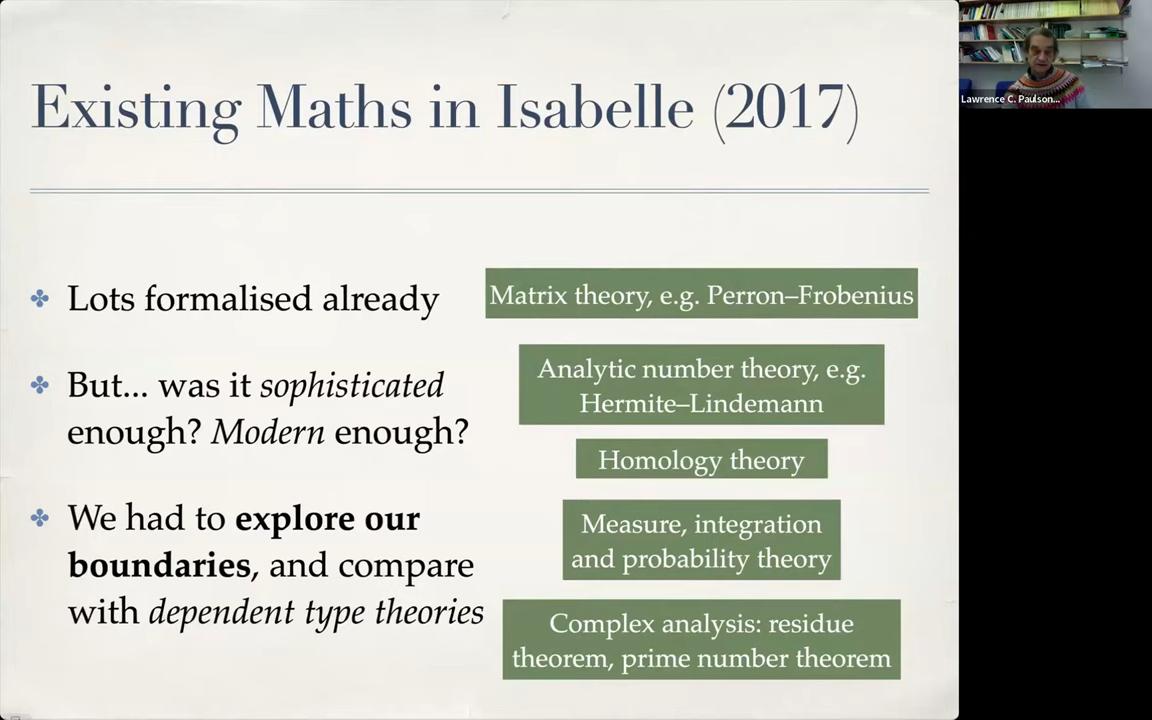 Existing Maths in Isabelle (2017)
Lots formalised already
But... was it sophisticated
enough? Modern enough?
We had to explore our
boundaries, and compare
with dependent type theories
Matrix theory, e.g. Perron–Frobenius
Analytic number theory, e.g.
Hermite–Lindemann
Homology theory
Measure, integration
and probability theory
Complex analysis: residue
theorem, prime number theorem
Lawrence C. Paulson...